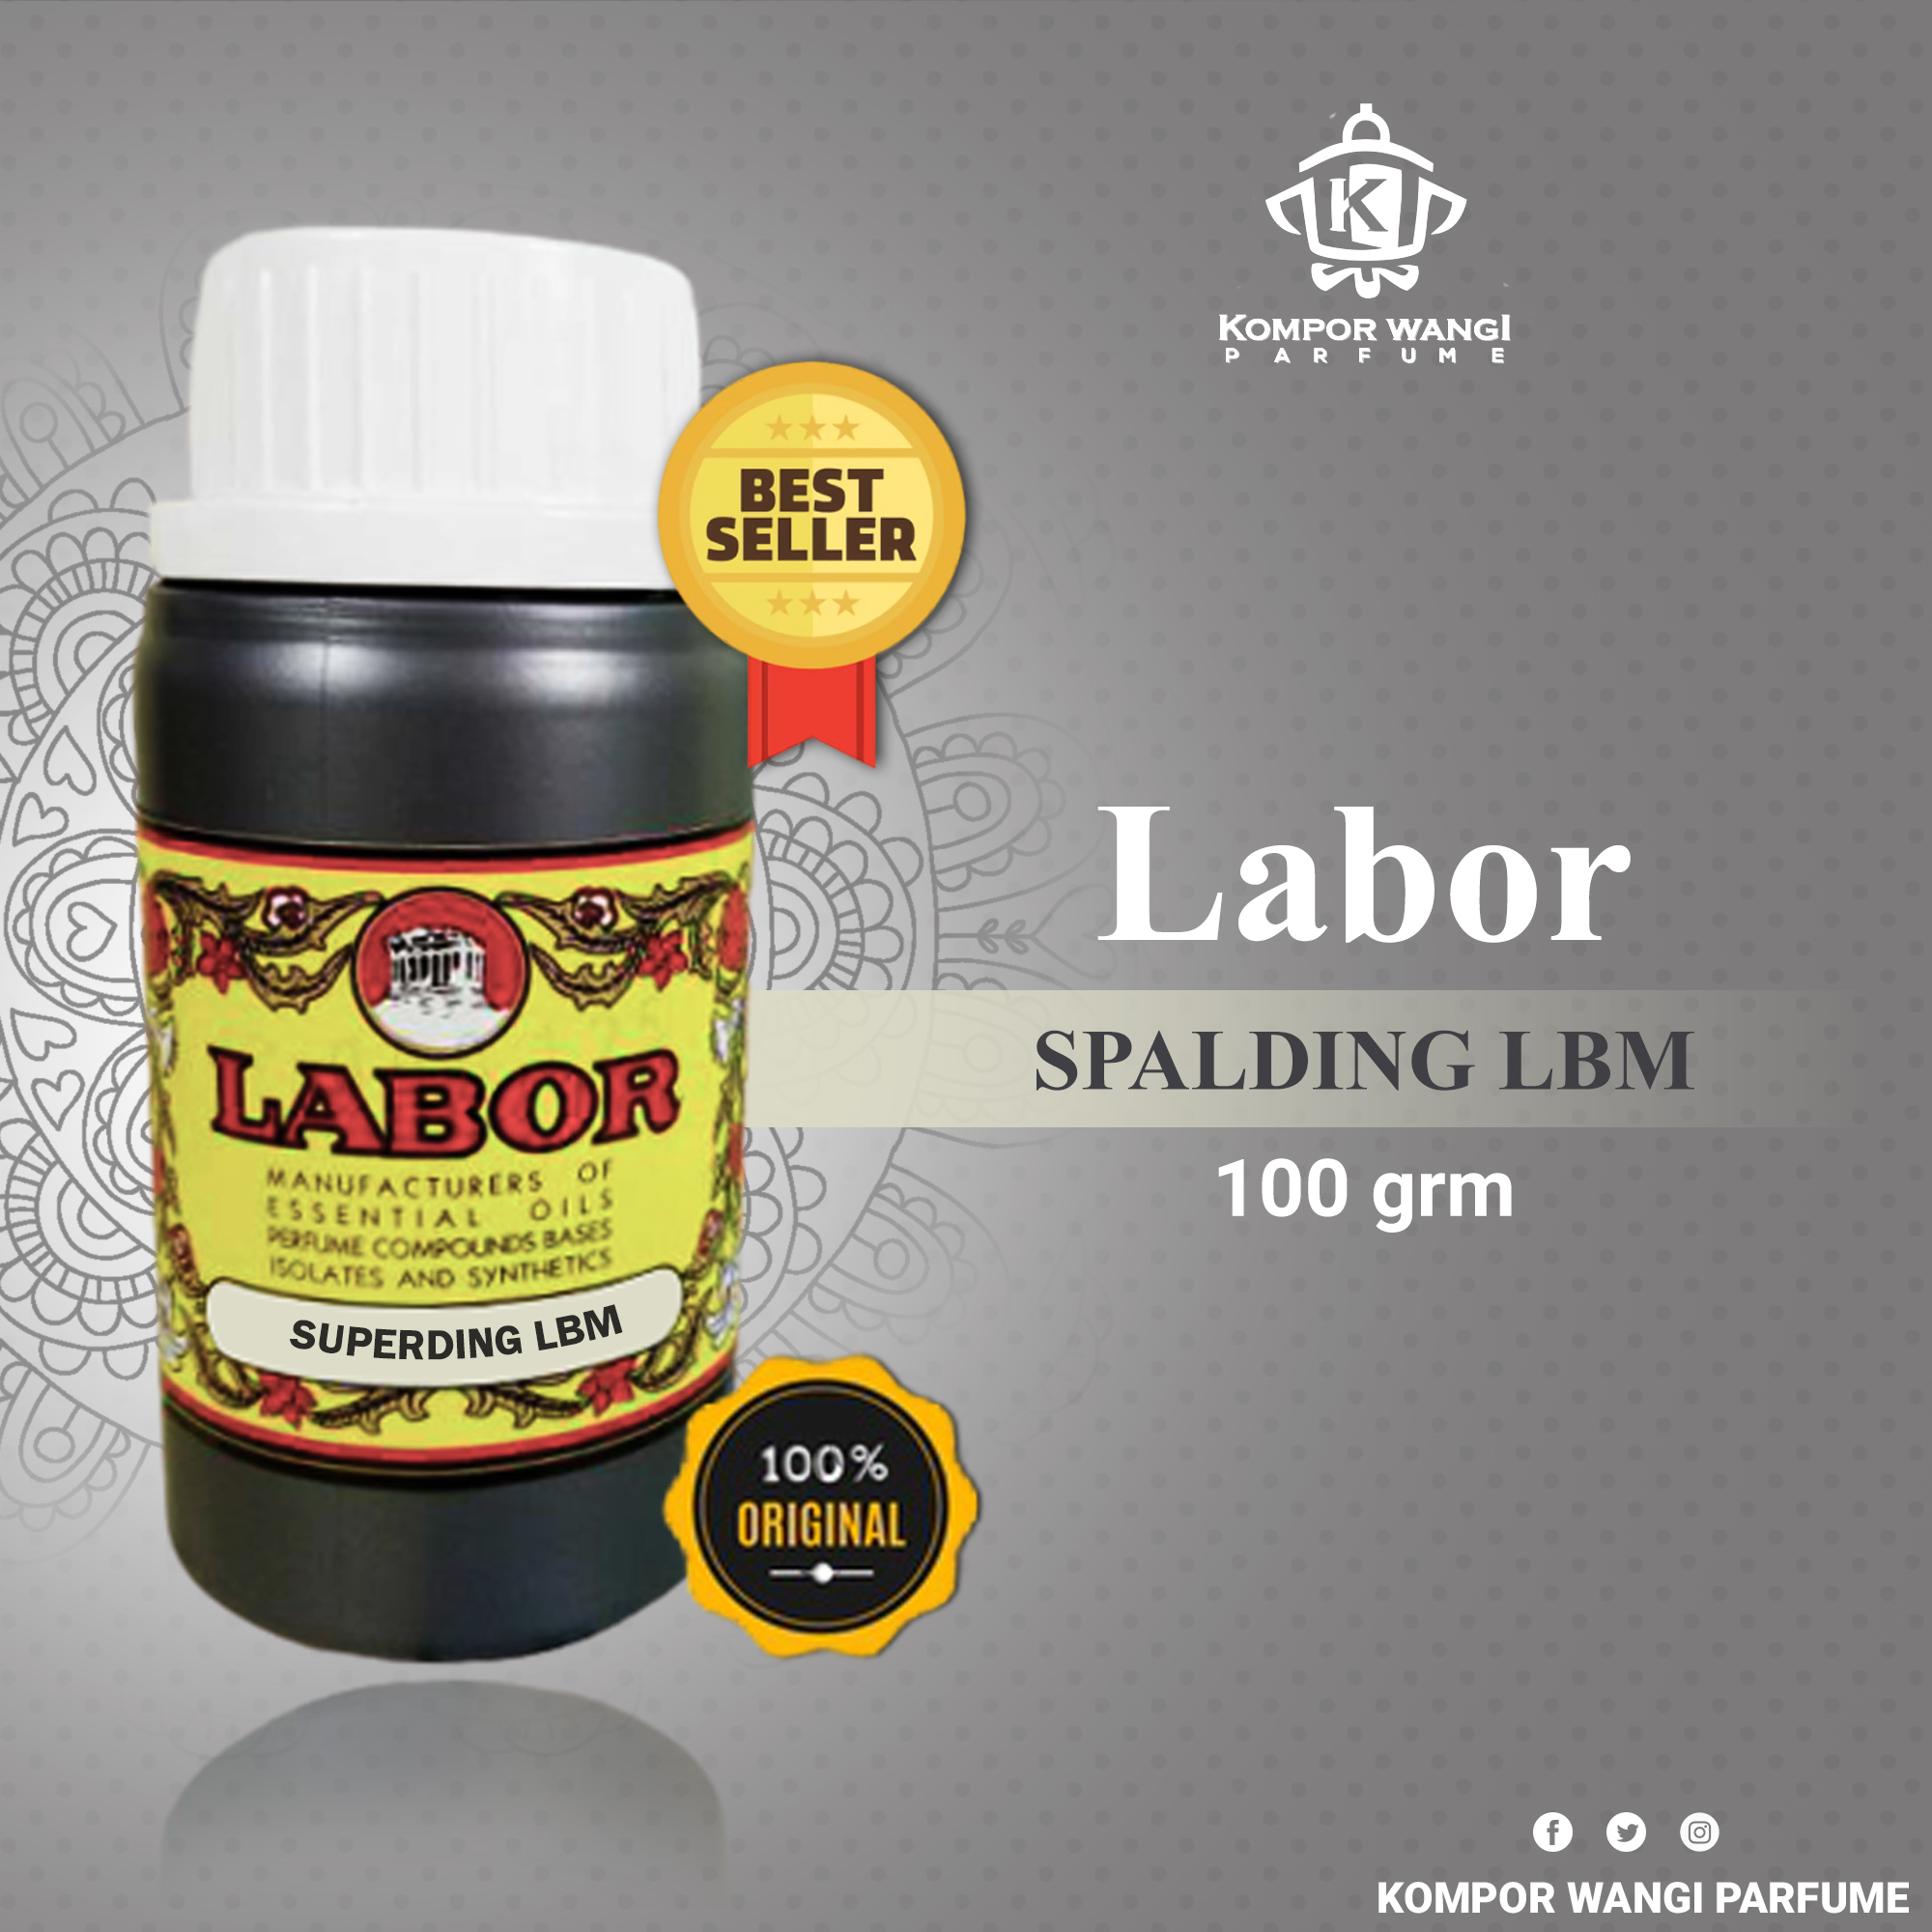 K
KOMPOR WANGI
PARFUME
BEST
SELLER
Labor
SPALDING LBM
100 grm
LABOR
MANUFACTURERS OF
ESSENTIAL OILS
PERFUME COMPOUNDS BASES
ISOLATES AND SYNTHETICS
SUPERDING LBM
100%
ORIGINAL
KOMPOR WANGI PARFUME